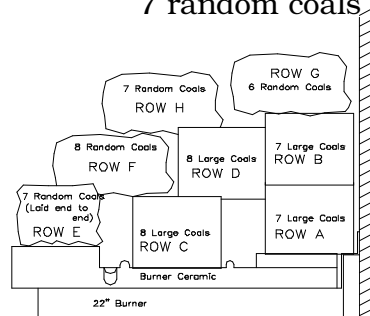 7 random coals
ROW G
6 Random Coals
7 Random Coals
ROW H
8 Random Coals
ROW F
8 Large Coals
ROW D
7 Large Coals
ROW B
7 Random Coals
(Laid end to
end)
ROW E
8 Large Coals
ROW C
7 Large Coals
ROW A
Burner Ceramic
22" Burner